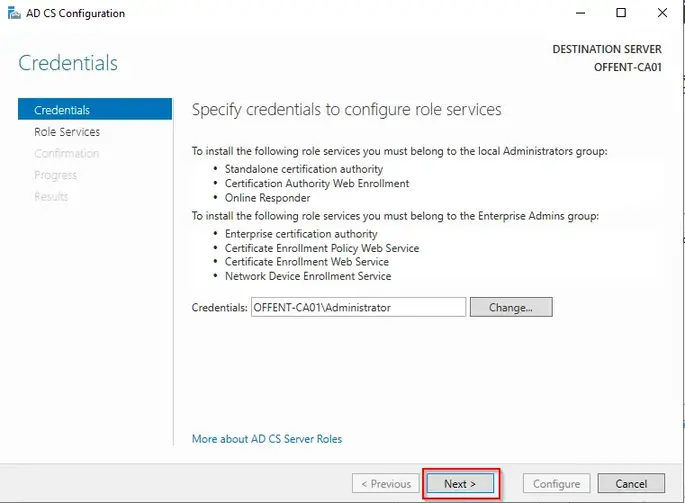 AD CS Configuration
Credentials
DESTINATION SERVER
OFFENT-CA01
Credentials
Role Services
Confirmation
Progress
Results
Specify credentials to configure role services
To install the following role services you must belong to the local Administrators group:
• Standalone certification authority
• Certification Authority Web Enrollment
• Online Responder
To install the following role services you must belong to the Enterprise Admins group:
• Enterprise certification authority
• Certificate Enrollment Policy Web Service
• Certificate Enrollment Web Service
• Network Device Enrollment Service
Credentials: OFFENT-CA01\Administrator Change...
More about AD CS Server Roles
< Previous Next > Configure Cancel